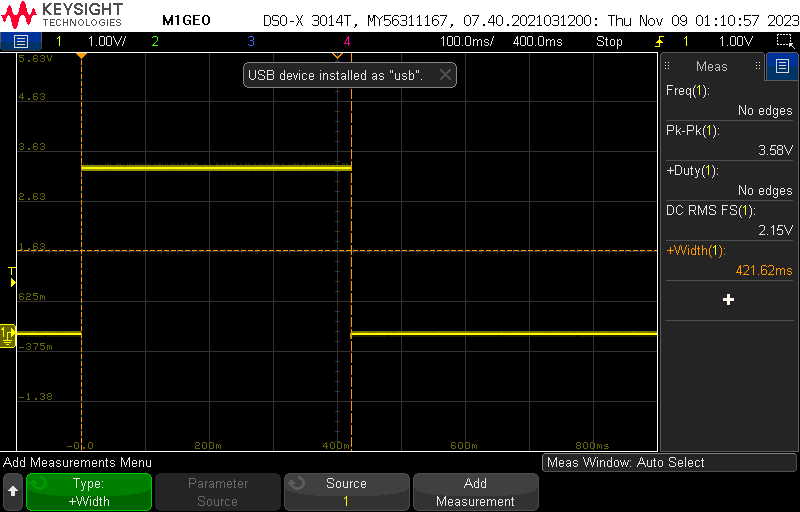 KEYSIGHT
TECHNOLOGIES
M1GEO
DSO-X 3014T, MY56311167, 07.40.2021031200: Thu Nov 09 01:10:57 2023
1 1.00V/ 2 3 4 100.0ms/ 400.0ms Stop 1 1.00V
5.63V
4.63
3.63
2.63
1.63
625m
-375m
-1.38
T
1
-0.0 200m 400m 600m 800ms
USB device installed as "usb".
Meas
Freq(1):
No edges
Pk-Pk(1):
3.58V
+Duty(1):
No edges
DC RMS FS(1):
2.15V
+Width(1):
421.62ms
Add Measurements Menu
Meas Window: Auto Select
Type:
+Width
Parameter
Source
Source
1
Add
Measurement